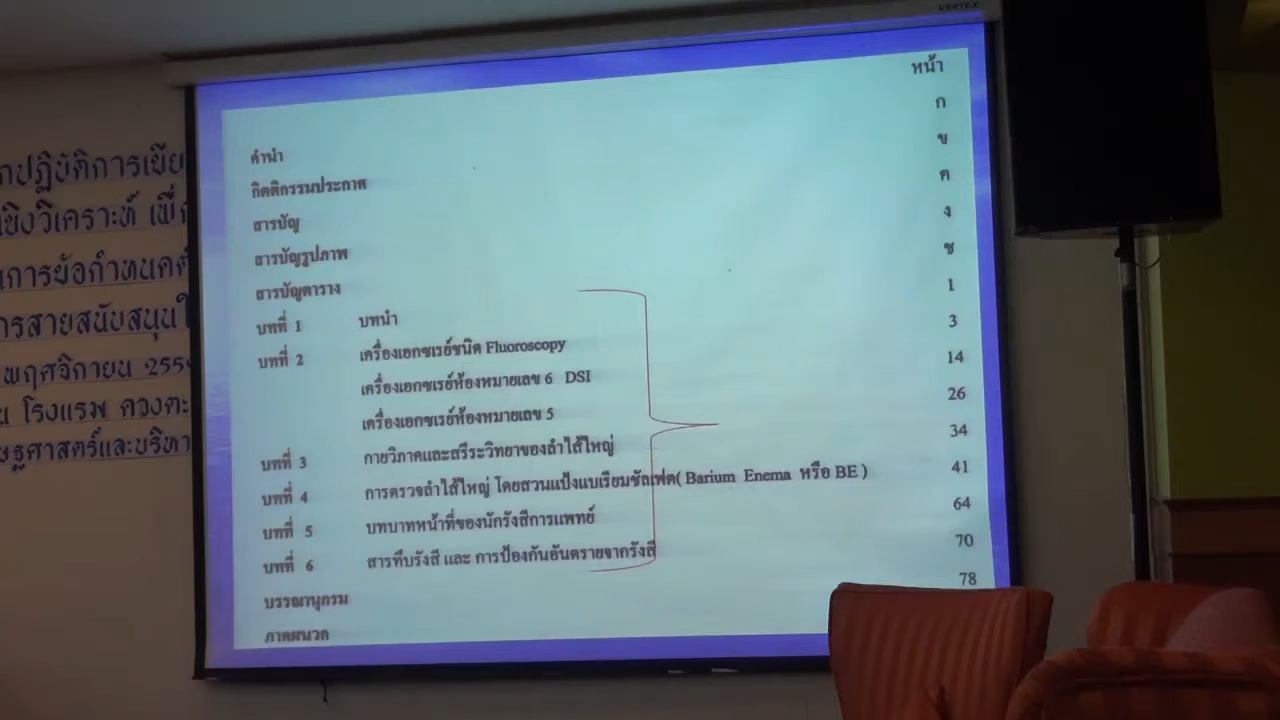 VERTEX
หน้า
คำนำ ก
กิตติกรรมประกาศ ข
สารบัญ ค
สารบัญรูปภาพ ง
สารบัญตาราง ช
บทที่ 1 บทนำ 1
บทที่ 2 เครื่องเอกซเรย์ชนิด Fluoroscopy 3
เครื่องเอกซเรย์ห้องหมายเลข 6 DSI 14
เครื่องเอกซเรย์ห้องหมายเลข 5 26
บทที่ 3 กายวิภาคและสรีระวิทยาของลำไส้ใหญ่ 34
บทที่ 4 การตรวจลำไส้ใหญ่ โดยสวนแป้งแบเรียมซัลเฟต( Barium Enema หรือ BE ) 41
บทที่ 5 บทบาทหน้าที่ของนักรังสีการแพทย์ 64
บทที่ 6 สารทึบรังสี และ การป้องกันอันตรายจากรังสี 70
บรรณานุกรม 78
ภาคผนวก
ปฏิบัติการเขีย
เชิงวิเคราะห์ เพื่
การขอกำหนดตำ
สายสนับสนุน
พฤศจิกายน 255
โรงแรม ดวงตะ
ษฐศาสตร์และบริหา